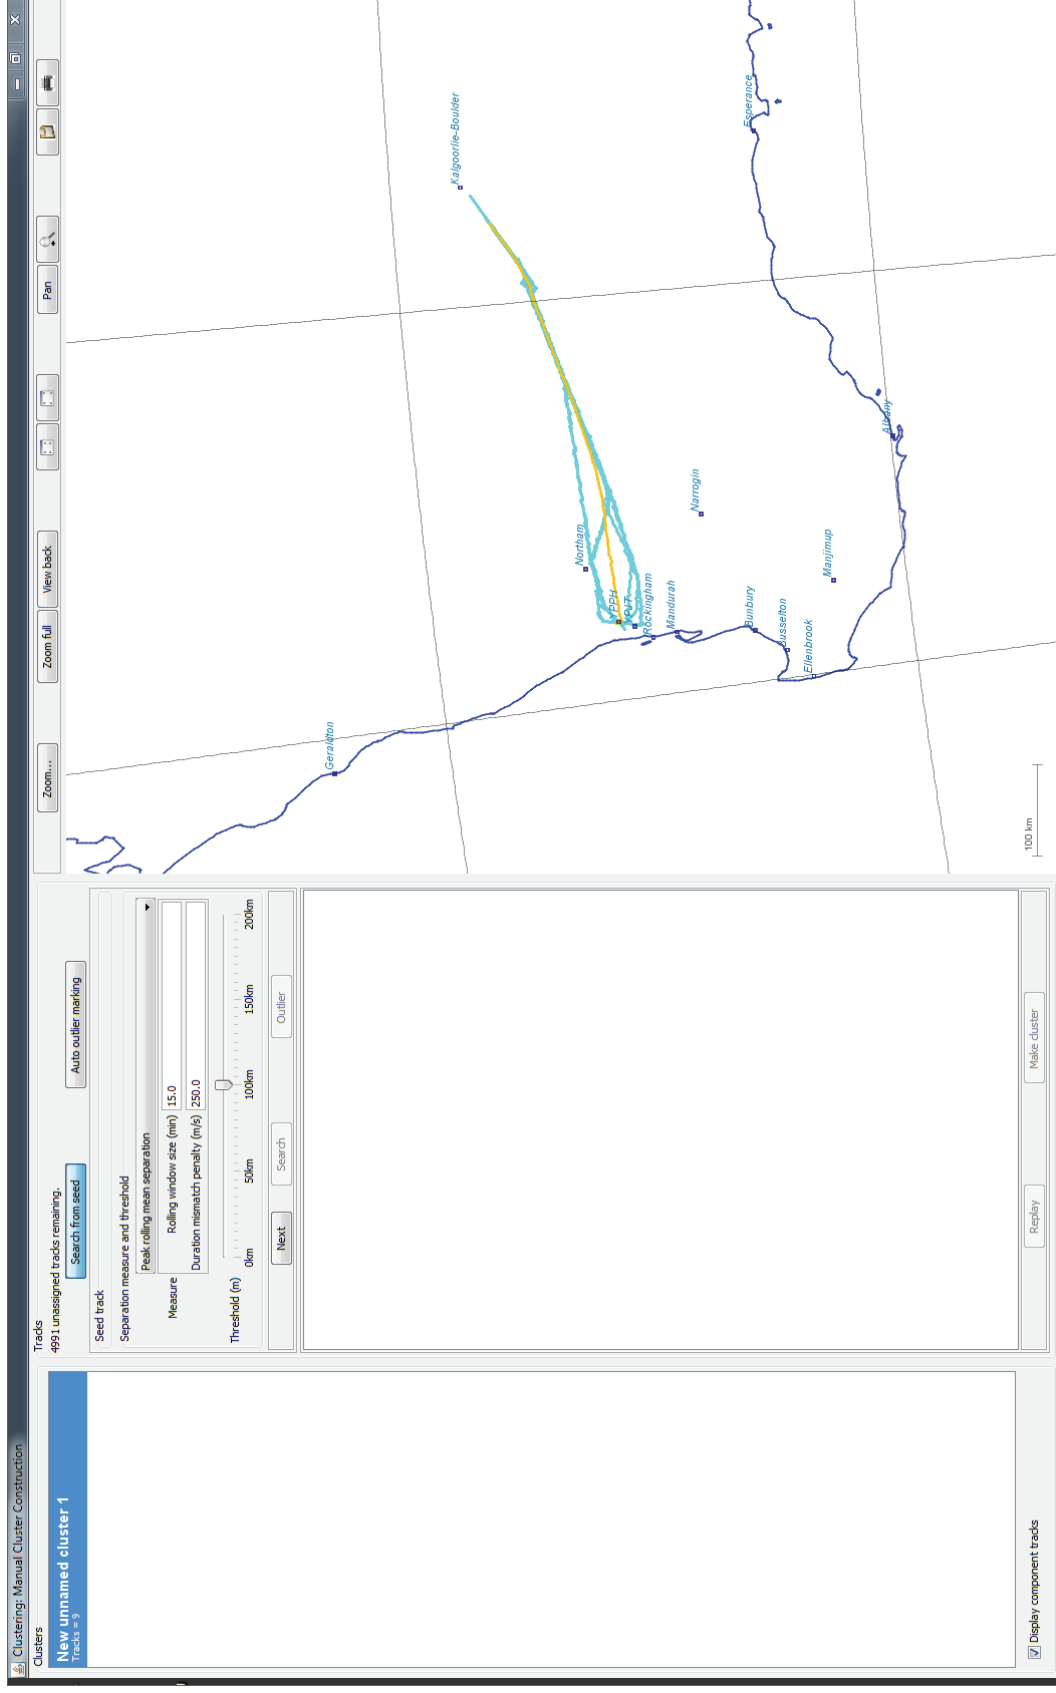 Clustering: Manual Cluster Construction
Clusters
New unnamed cluster 1
Tracks = 9
Display component tracks
Tracks
4991 unassigned tracks remaining.
Search from seed
Auto outlier marking
Seed track
Separation measure and threshold
Measure
Peak rolling mean separation
Rolling window size (min)
15.0
Duration mismatch penalty (m/s)
250.0
Threshold (m)
0km
50km
100km
150km
200km
Next
Search
Outlier
Replay
Make cluster
Zoom...
Zoom full
View back
Pan
Geraldton
Kalgoorlie-Boulder
Northam
YPPH
YPJT
Rockingham
Mandurah
Narrogin
Bunbury
Busselton
Ellenbrook
Manjimup
Albany
Esperance
100 km